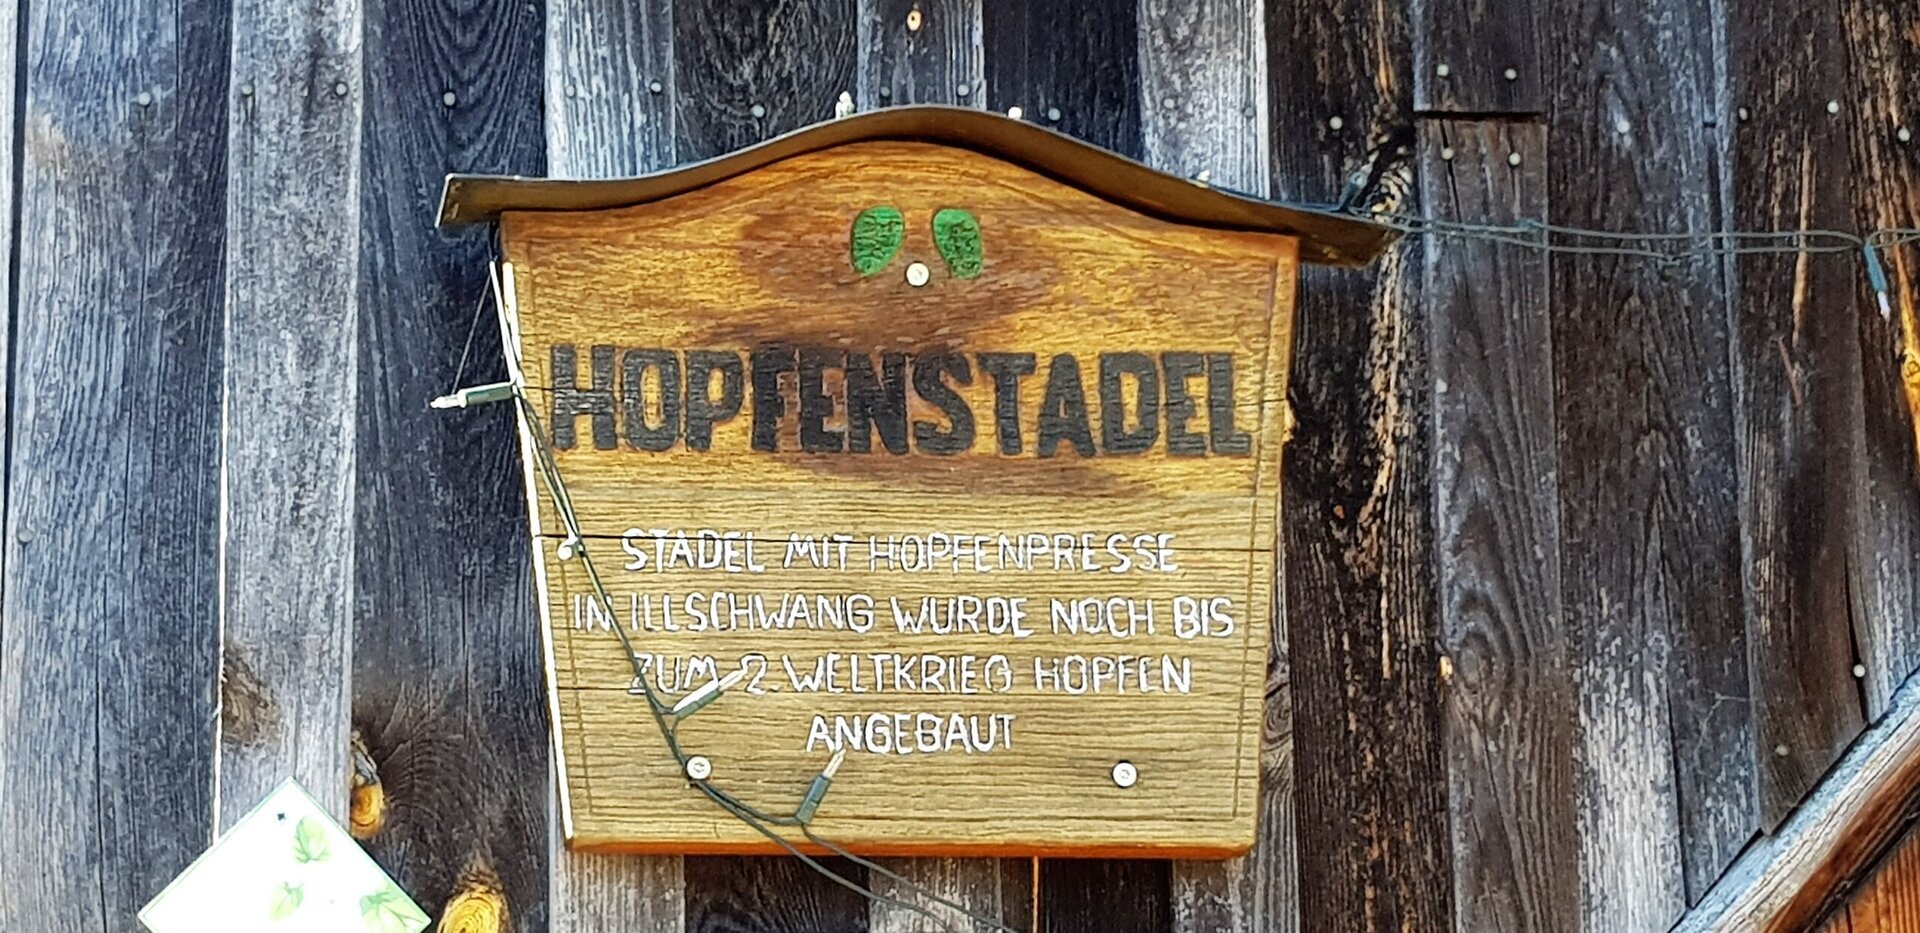 HOPFENSTADEL
STADEL MIT HOPFENPRESSE
IN ILLSCHWANG WURDE NOCH BIS
ZUM 2. WELTKRIEG HOPFEN
ANGEBAUT